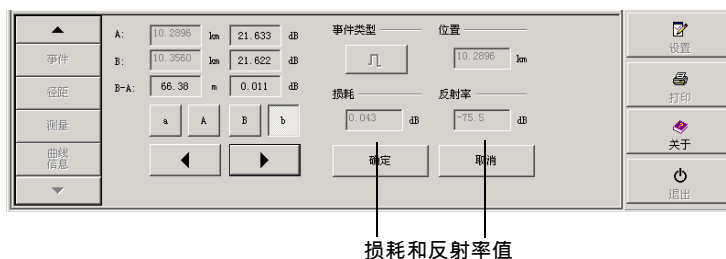 事件
径距
测量
曲线
信息
A: 10.2896 km 21.633 dB
B: 10.3560 km 21.622 dB
B-A: 66.38 m 0.011 dB
a A B b
事件类型
位置
10.2896 km
损耗
反射率
0.043 dB
-75.5 dB
确定
取消
设置
打印
关于
退出
损耗和反射率值